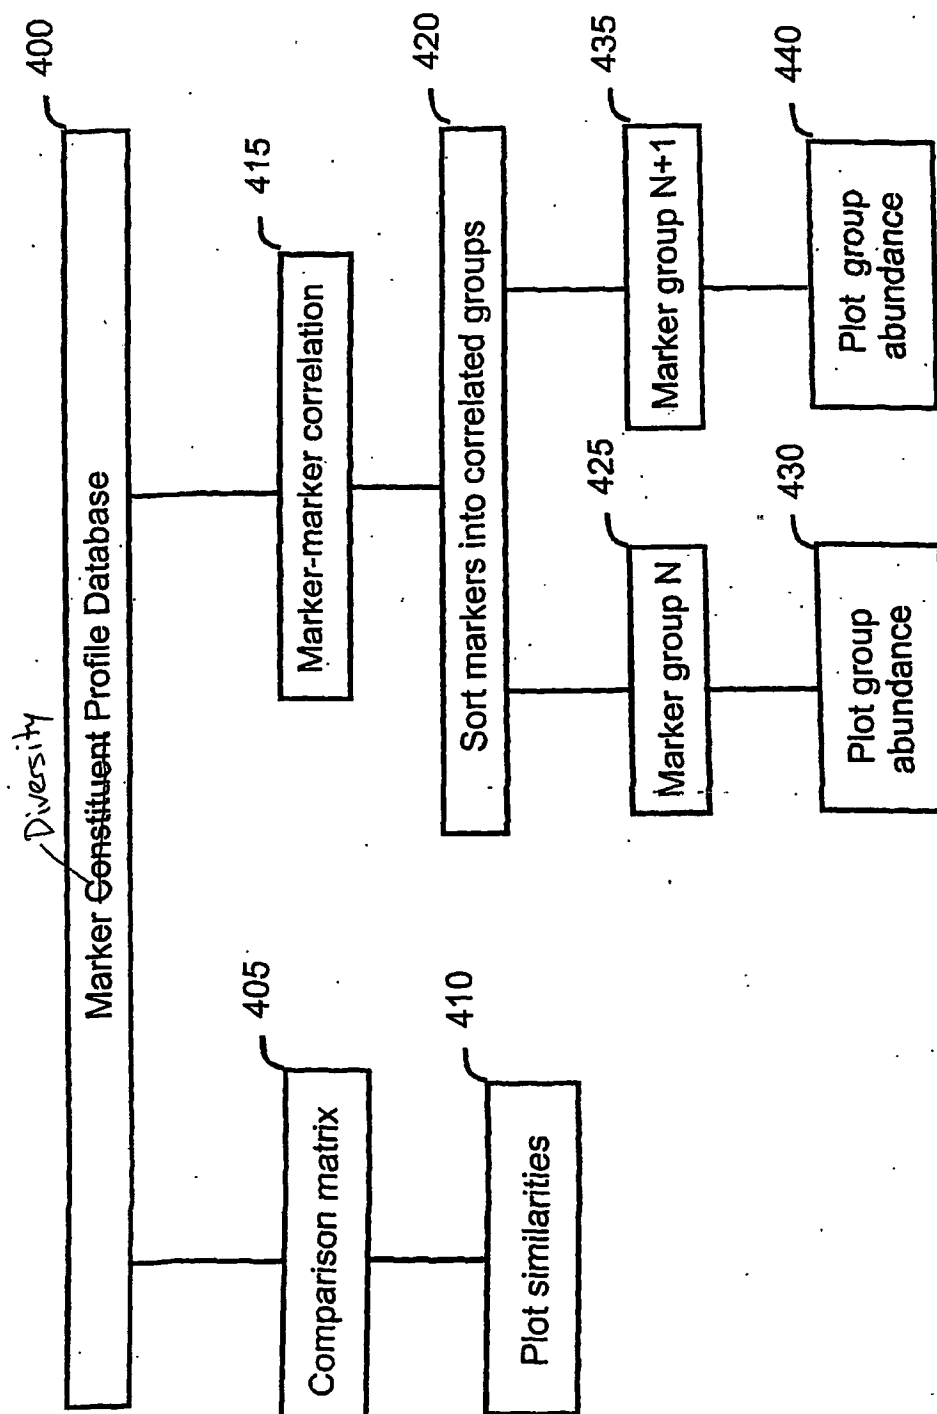 400
Diversity
Marker Constituent Profile Database
405
Comparison matrix
410
Plot similarities
415
Marker-marker correlation
420
Sort markers into correlated groups
425
Marker group N
430
Plot group
abundance
435
Marker group N+1
440
Plot group
abundance